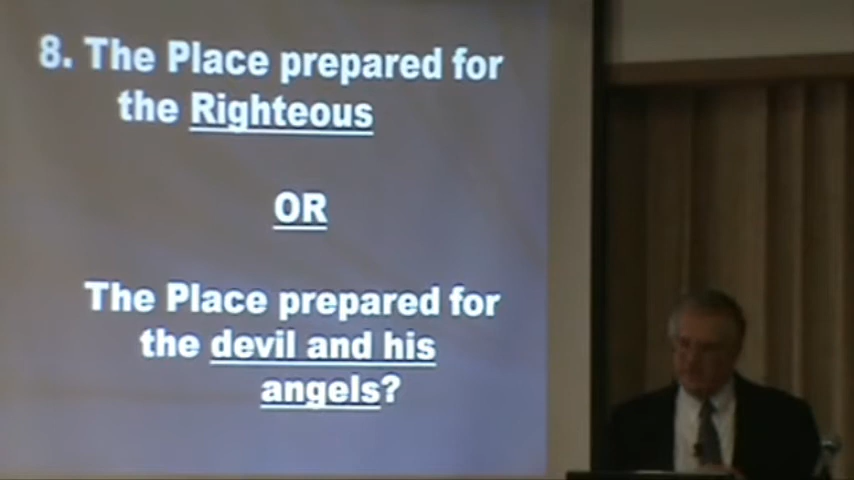 8. The Place prepared for
the Righteous
OR
The Place prepared for
the devil and his
angels?